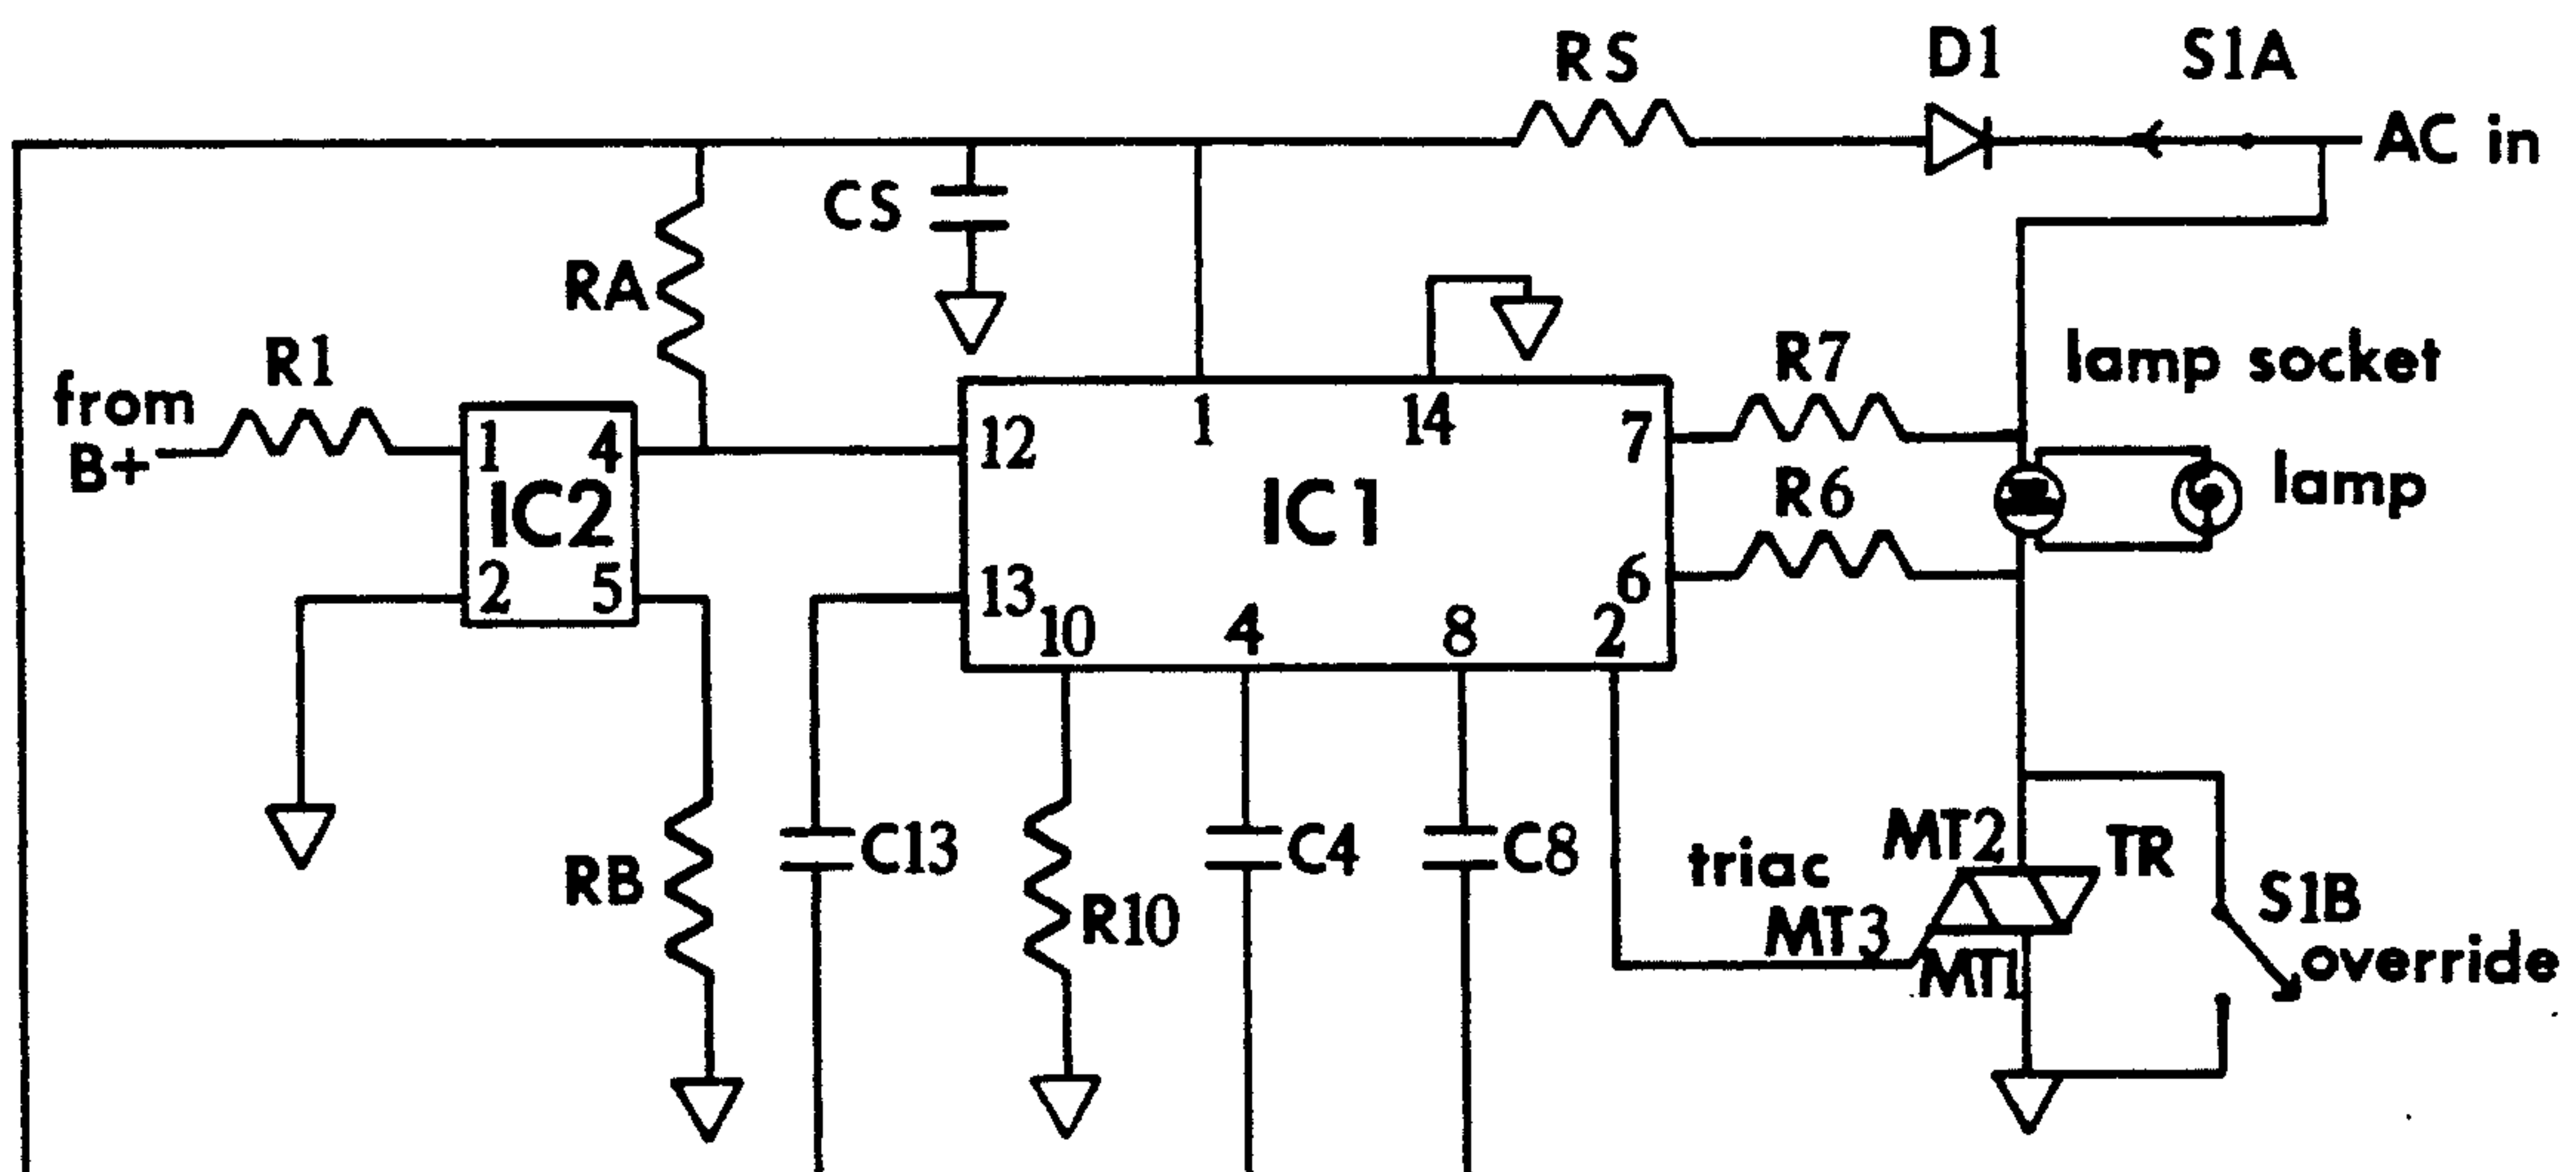 RS
D1
S1A
AC in
CS
RA
R1
from
B+
R7
lamp socket
lamp
R6
1
4
IC2
2
5
12
1
14
7
IC1
13
10
4
8
2
6
RB
C13
R10
C4
C8
triac
MT2
TR
MT3
MT1
S1B
override